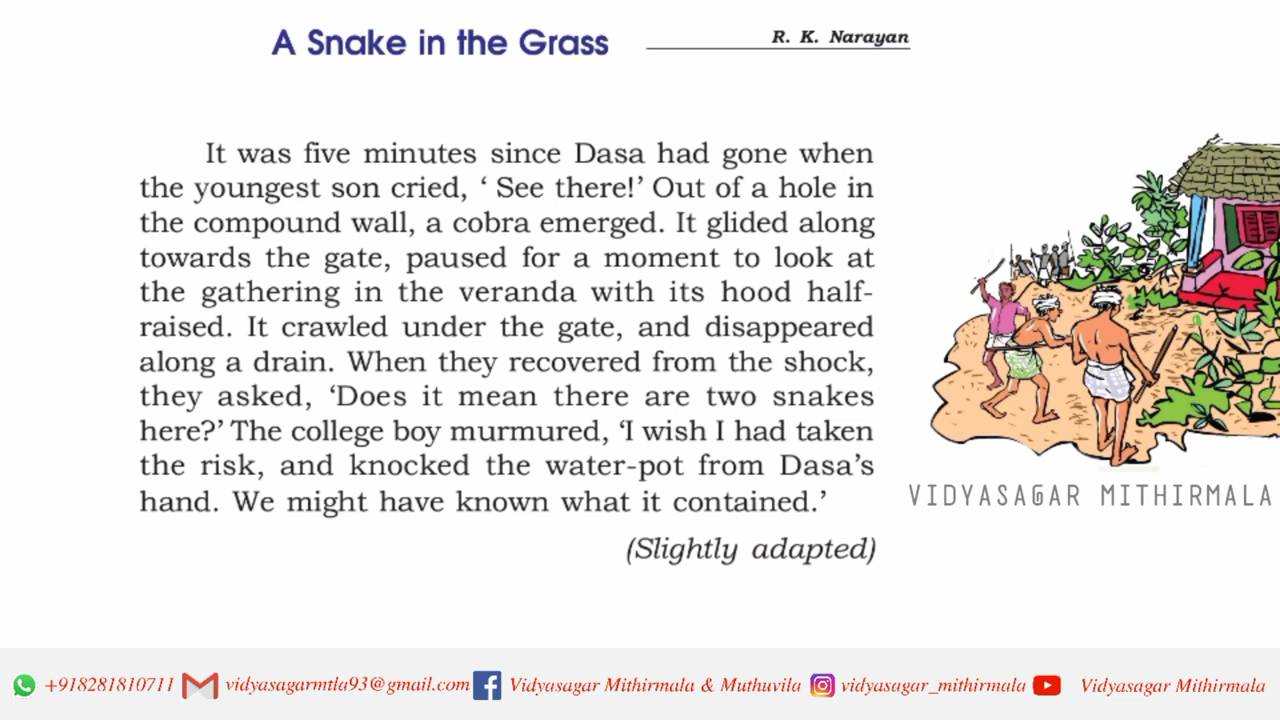 A Snake in the Grass
R. K. Narayan
It was five minutes since Dasa had gone when
the youngest son cried, ‘ See there!’ Out of a hole in
the compound wall, a cobra emerged. It glided along
towards the gate, paused for a moment to look at
the gathering in the veranda with its hood half-
raised. It crawled under the gate, and disappeared
along a drain. When they recovered from the shock,
they asked, ‘Does it mean there are two snakes
here?’ The college boy murmured, ‘I wish I had taken
the risk, and knocked the water-pot from Dasa’s
hand. We might have known what it contained.’
(Slightly adapted)
VIDYASAGAR MITHIRMALA
+918281810711 vidyasagarmtla93@gmail.com Vidyasagar Mithirmala & Muthuvila vidyasagar_mithirmala Vidyasagar Mithirmala